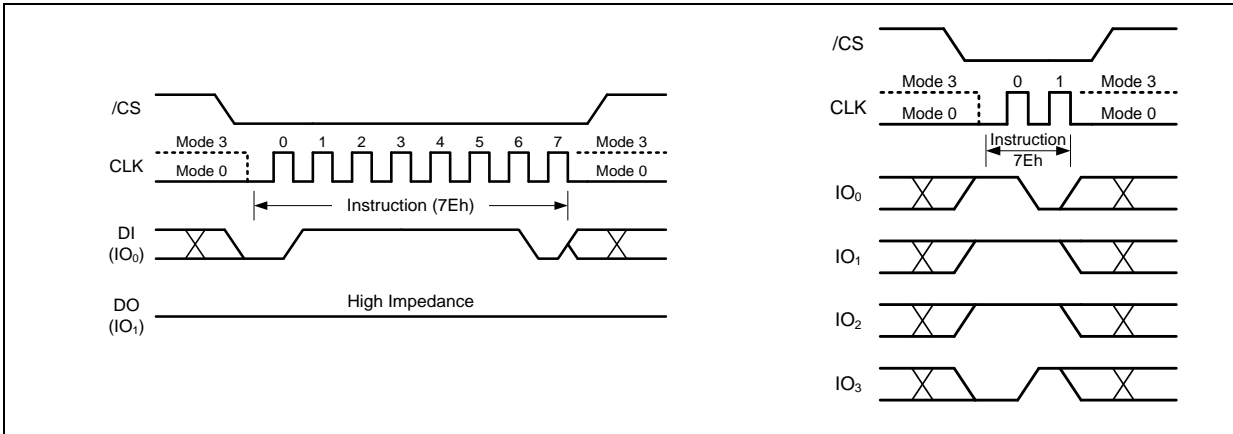 /CS
Mode 3
0 1 2 3 4 5 6 7
Mode 3
CLK
Mode 0
Mode 0
Instruction (7Eh)
DI
(IO₀)
High Impedance
DO
(IO₁)
/CS
Mode 3
0 1
Mode 3
CLK
Mode 0
Mode 0
Instruction
7Eh
IO₀
IO₁
IO₂
IO₃